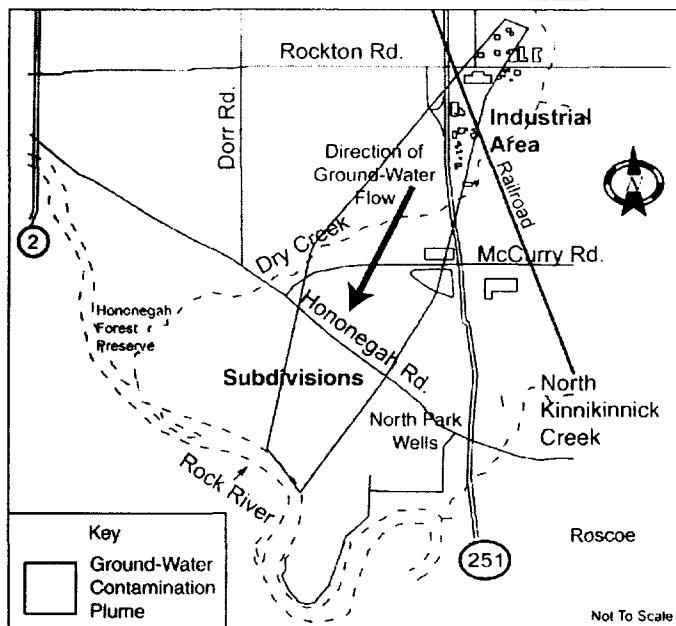 Rockton Rd.
Dorr Rd.
Industrial
Area
Direction of
Ground-Water
Flow
Railroad
N
2
Dry Creek
McCurry Rd.
Hononegah
Forest
Preserve
Hononegah Rd.
Subdivisions
North
Kinnikinnick
Creek
North Park
Wells
Rock River
Key
Ground-Water
Contamination
Plume
251
Roscoe
Not To Scale